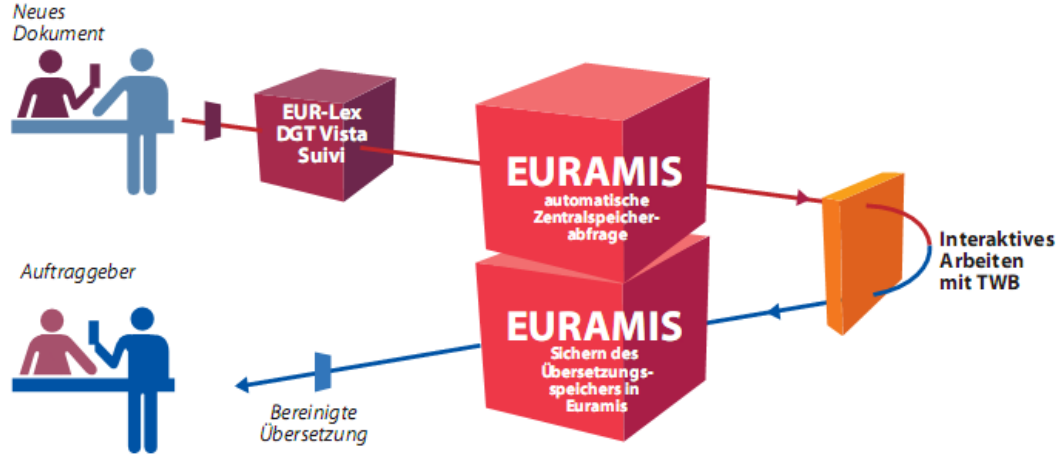 Neues
Dokument
EUR-Lex
DGT Vista
Suivi
EURAMIS
automatische
Zentralspeicher-
abfrage
Interaktives
Arbeiten
mit TWB
Auftraggeber
EURAMIS
Sichern des
Übersetzungs-
speichers in
Euramis
Bereinigte
Übersetzung